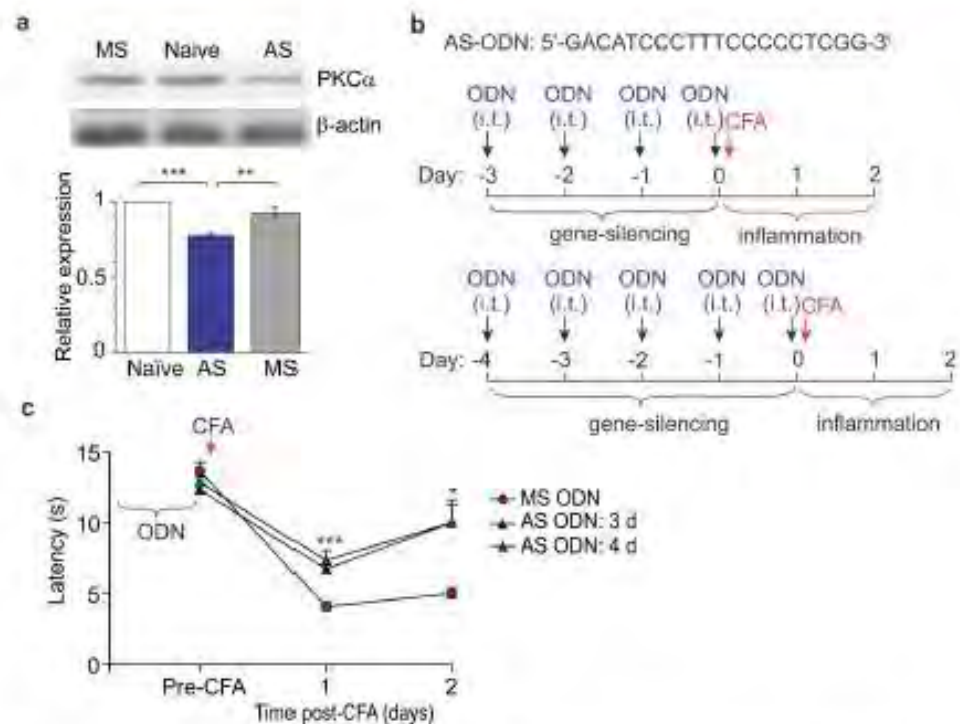 a
MS Naive AS
PKCα
β-actin
*** **
Relative expression
1
0.5
0
Naïve AS MS
b
AS-ODN: 5'-GACATCCCTTTCCCCCTCGG-3'
ODN ODN ODN ODN
(i.t.) (i.t.) (i.t.) (i.t.) CFA
Day: -3 -2 -1 0 1 2
gene-silencing inflammation
ODN ODN ODN ODN ODN
(i.t.) (i.t.) (i.t.) (i.t.) (i.t.) CFA
Day: -4 -3 -2 -1 0 1 2
gene-silencing inflammation
c
CFA
Latency (s)
15
10
5
0
ODN
***
Pre-CFA 1 2
Time post-CFA (days)
MS ODN
AS ODN: 3 d
AS ODN: 4 d